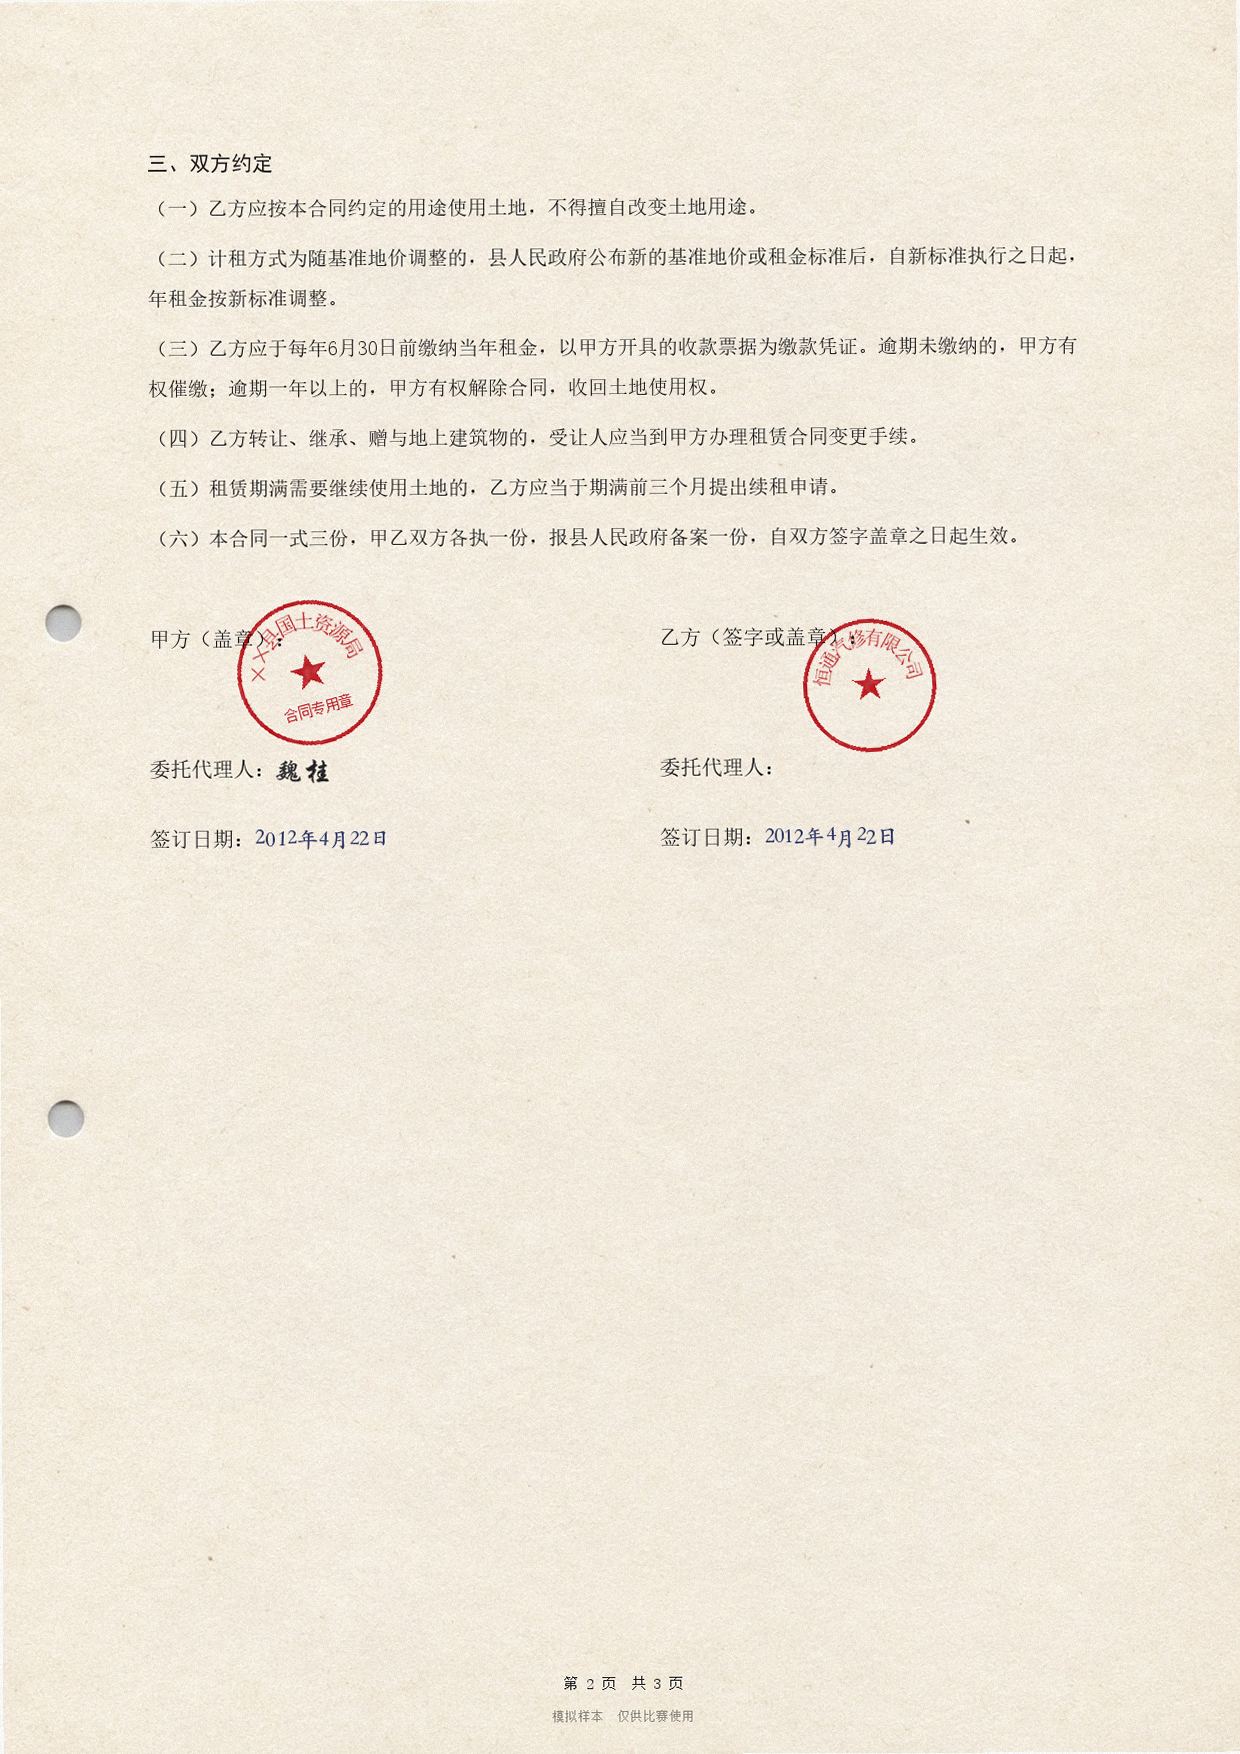 三、双方约定
（一）乙方应按本合同约定的用途使用土地，不得擅自改变土地用途。
（二）计租方式为随基准地价调整的，县人民政府公布新的基准地价或租金标准后，自新标准执行之日起，
年租金按新标准调整。
（三）乙方应于每年6月30日前缴纳当年租金，以甲方开具的收款票据为缴款凭证。逾期未缴纳的，甲方有
权催缴；逾期一年以上的，甲方有权解除合同，收回土地使用权。
（四）乙方转让、继承、赠与地上建筑物的，受让人应当到甲方办理租赁合同变更手续。
（五）租赁期满需要继续使用土地的，乙方应当于期满前三个月提出续租申请。
（六）本合同一式三份，甲乙双方各执一份，报县人民政府备案一份，自双方签字盖章之日起生效。
甲方（盖章）：
××县国土资源局
合同专用章
乙方（签字或盖章）：
恒通汽修有限公司
委托代理人：魏桂
委托代理人：
签订日期：2012年4月22日
签订日期：2012年4月22日
第 2 页 共 3 页
模拟样本 仅供比赛使用